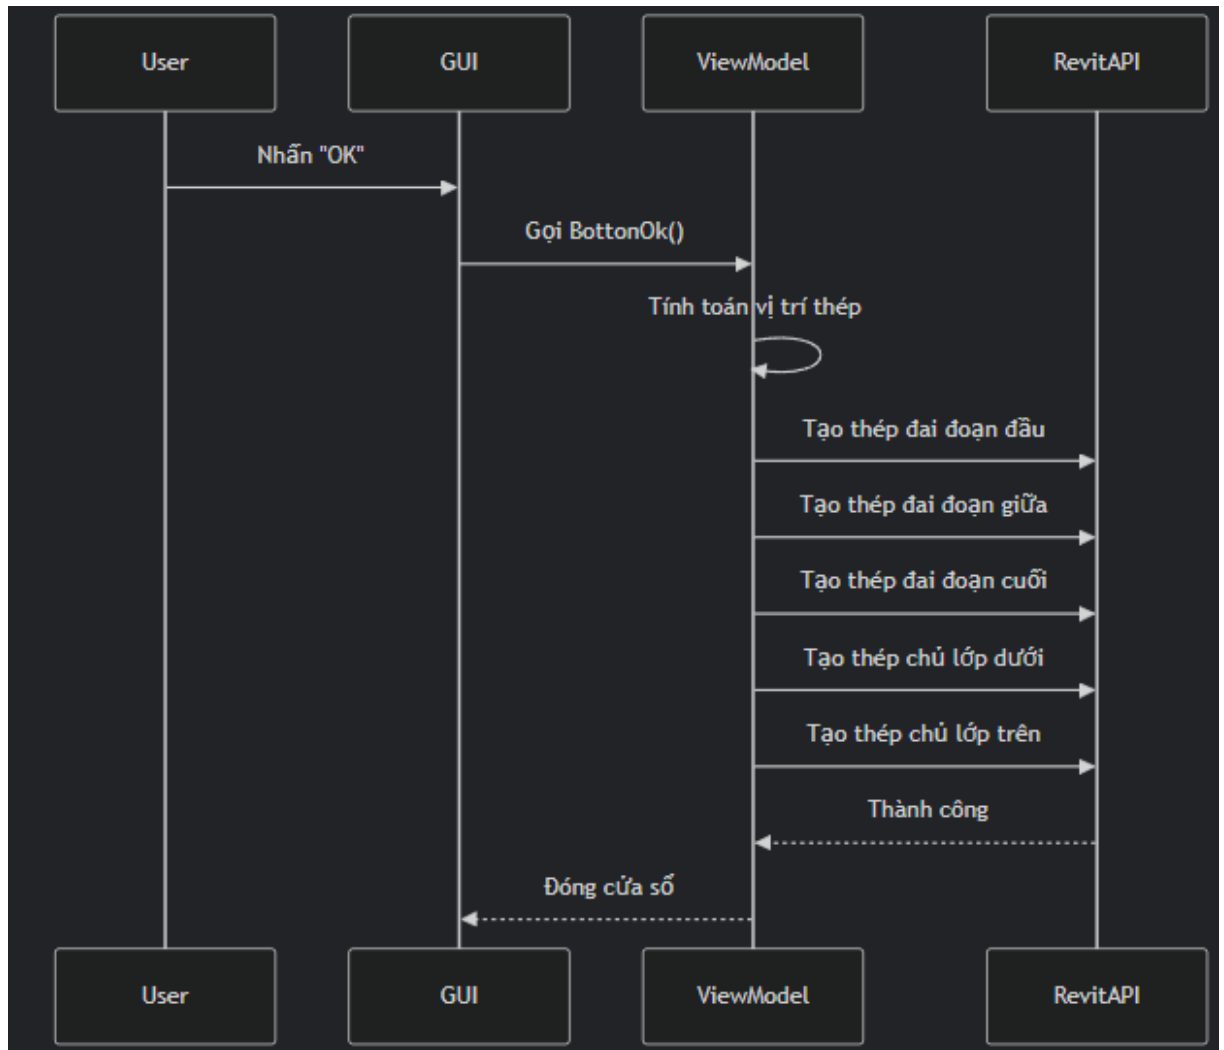 User
GUI
ViewModel
RevitAPI
Nhấn "OK"
Gọi BottonOk()
Tính toán vị trí thép
Tạo thép đai đoạn đầu
Tạo thép đai đoạn giữa
Tạo thép đai đoạn cuối
Tạo thép chủ lớp dưới
Tạo thép chủ lớp trên
Thành công
Đóng cửa sổ
User
GUI
ViewModel
RevitAPI